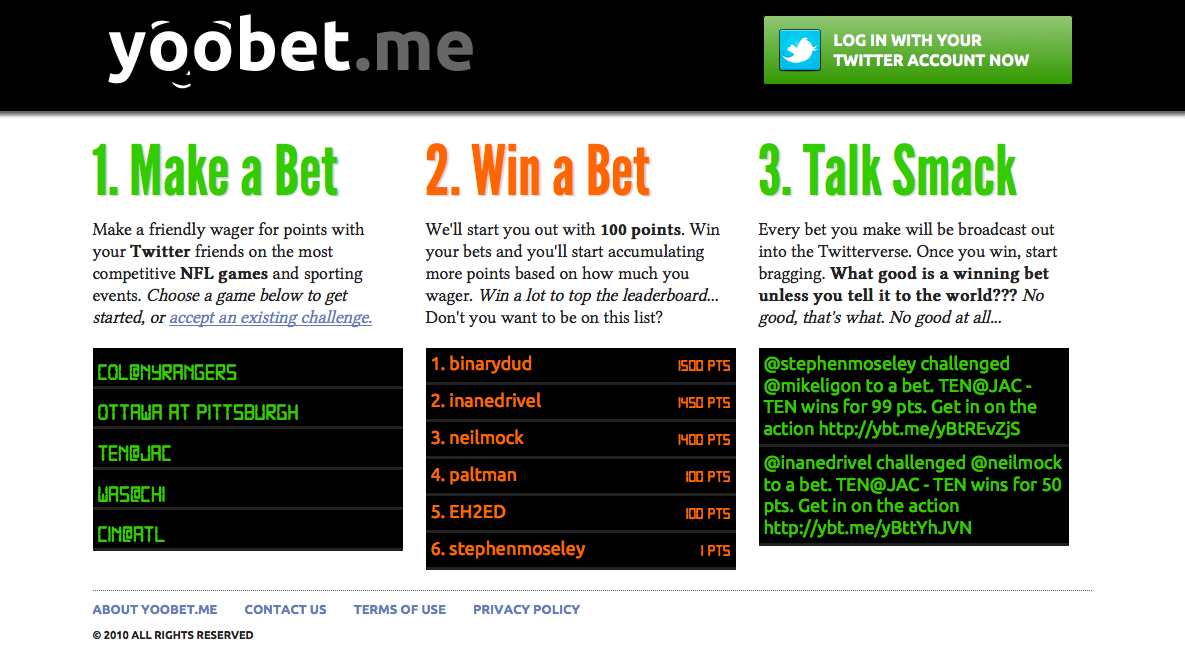 yoobet.me
LOG IN WITH YOUR
TWITTER ACCOUNT NOW
1. Make a Bet
Make a friendly wager for points with
your Twitter friends on the most
competitive NFL games and sporting
events. Choose a game below to get
started, or accept an existing challenge.
COL@NYRANGERS
OTTAWA AT PITTSBURGH
TEN@JAC
WAS@CHI
CIN@ATL
2. Win a Bet
We'll start you out with 100 points. Win
your bets and you'll start accumulating
more points based on how much you
wager. Win a lot to top the leaderboard...
Don't you want to be on this list?
1. binarydud 1500 PTS
2. inanedrivel 1450 PTS
3. neilmock 1400 PTS
4. paltman 100 PTS
5. EH2ED 100 PTS
6. stephenmoseley 1 PTS
3. Talk Smack
Every bet you make will be broadcast out
into the Twitterverse. Once you win, start
bragging. What good is a winning bet
unless you tell it to the world??? No
good, that's what. No good at all...
@stephenmoseley challenged
@mikeligon to a bet. TEN@JAC -
TEN wins for 99 pts. Get in on the
action http://ybt.me/yBtREvZjS
@inanedrivel challenged @neilmock
to a bet. TEN@JAC - TEN wins for 50
pts. Get in on the action
http://ybt.me/yBttYhJVN
ABOUT YOOBET.ME CONTACT US TERMS OF USE PRIVACY POLICY
© 2010 ALL RIGHTS RESERVED